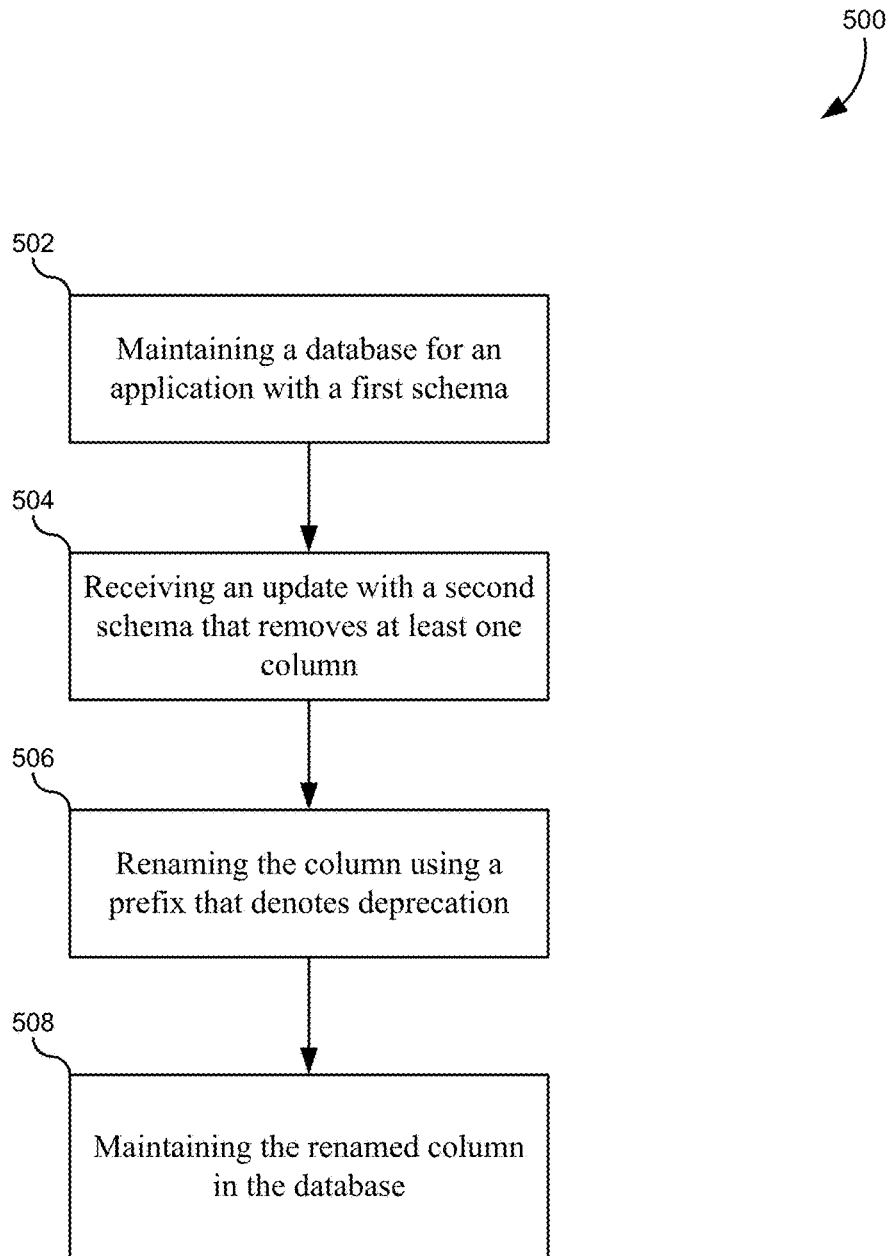 500
502
Maintaining a database for an
application with a first schema
504
Receiving an update with a second
schema that removes at least one
column
506
Renaming the column using a
prefix that denotes deprecation
508
Maintaining the renamed column
in the database